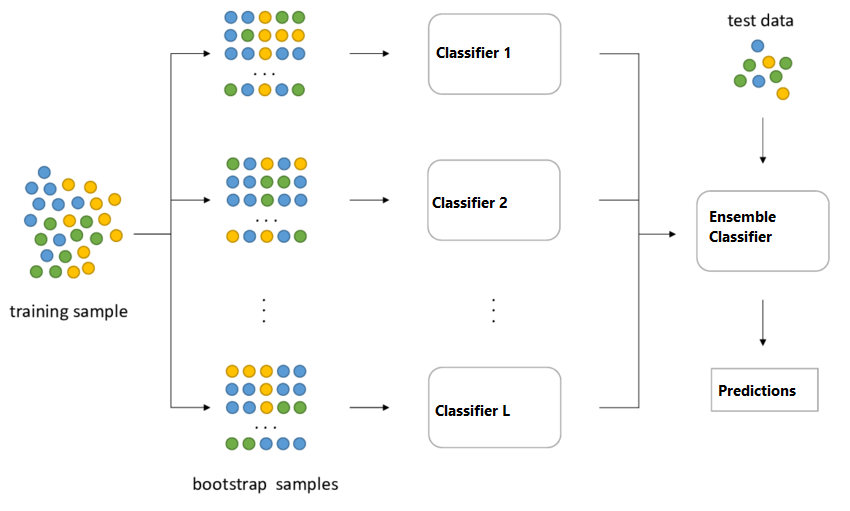 test data
Classifier 1
. . .
Classifier 2
. . .
Ensemble
Classifier
training sample
Classifier L
Predictions
. . .
bootstrap samples